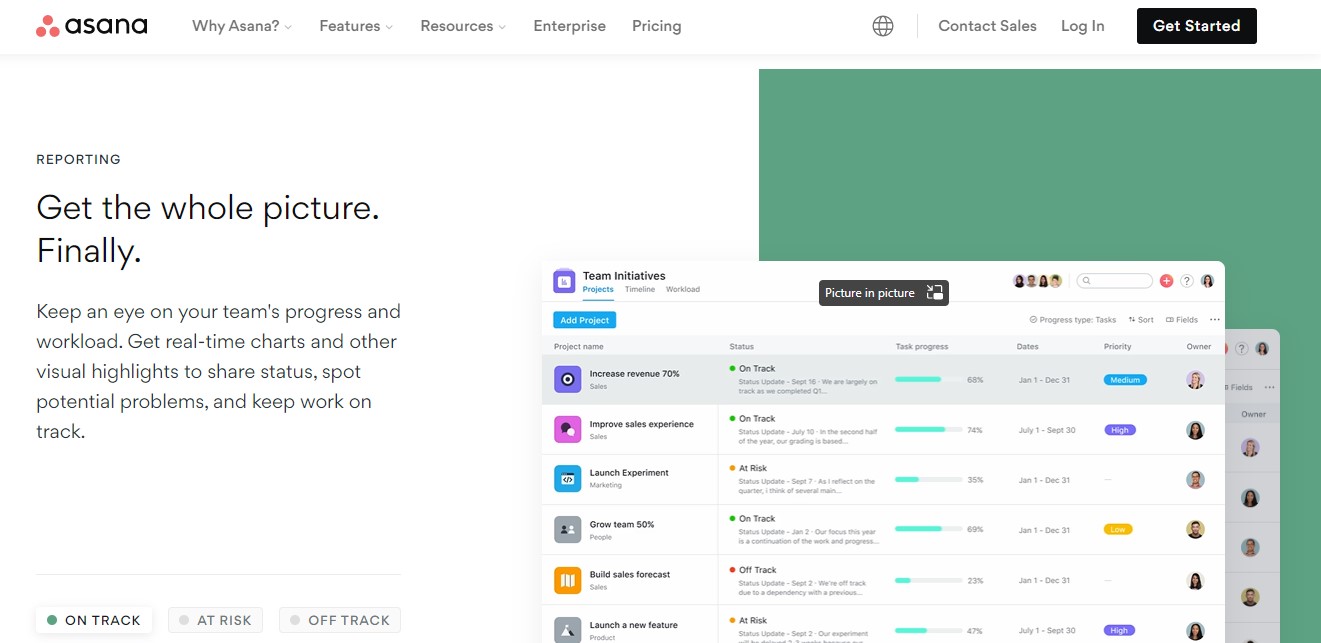 asana
Why Asana? Features Resources Enterprise Pricing Contact Sales Log In Get Started
REPORTING
Get the whole picture.
Finally.
Keep an eye on your team's progress and
workload. Get real-time charts and other
visual highlights to share status, spot
potential problems, and keep work on
track.
ON TRACK AT RISK OFF TRACK
Team Initiatives
Projects Timeline Workload
Picture in picture
?
Add Project
Progress type: Tasks Sort Fields ...
Project name Status Task progress Dates Priority Owner
Increase revenue 70%
Sales
On Track
Status Update - Sept 16 · We are largely on
track as we completed Q1...
68% Jan 1 - Dec 31 Medium
Improve sales experience
Sales
On Track
Status Update - July 10 · In the second half
of the year, our grading is based...
74% July 1 - Sept 30 High
Launch Experiment
Marketing
At Risk
Status Update - Sept 7 · As I reflect on the
quarter, i think of several main...
35% Jan 1 - Dec 31 —
Grow team 50%
People
On Track
Status Update - Jan 2 · Our focus this year
is a continuation of the work and progress...
69% Jan 1 - Dec 31 Low
Build sales forecast
Sales
Off Track
Status Update - Sept 2 · We're off track
due to a dependency with a previous...
23% Jan 1 - Dec 31 —
Launch a new feature
Product
At Risk
Status Update - Sept 2 · Our experiment
47% July 1 - Sept 30 High
?
Fields ...
Owner